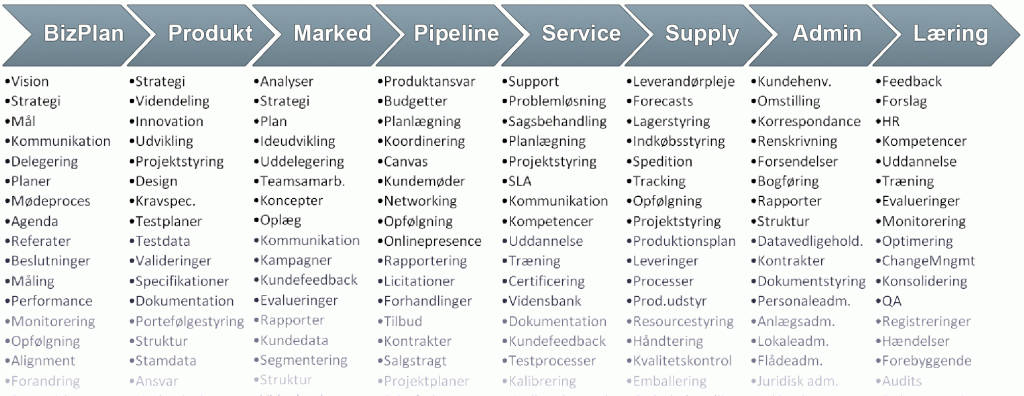 BizPlan
Produkt
Marked
Pipeline
Service
Supply
Admin
Læring
•Vision
•Strategi
•Mål
•Kommunikation
•Delegering
•Planer
•Mødeproces
•Agenda
•Referater
•Beslutninger
•Måling
•Performance
•Monitorering
•Opfølgning
•Alignment
•Forandring
•Strategi
•Videndeling
•Innovation
•Udvikling
•Projektstyring
•Design
•Kravspec.
•Testplaner
•Testdata
•Valideringer
•Specifikationer
•Dokumentation
•Portefølgestyring
•Struktur
•Stamdata
•Ansvar
•Analyser
•Strategi
•Plan
•Ideudvikling
•Uddelegering
•Teamsamarb.
•Koncepter
•Oplæg
•Kommunikation
•Kampagner
•Kundefeedback
•Evalueringer
•Rapporter
•Kundedata
•Segmentering
•Struktur
•Produktansvar
•Budgetter
•Planlægning
•Koordinering
•Canvas
•Kundemøder
•Networking
•Opfølgning
•Onlinepresence
•Rapportering
•Licitationer
•Forhandlinger
•Tilbud
•Kontrakter
•Salgstragt
•Projektplaner
•Support
•Problemløsning
•Sagsbehandling
•Planlægning
•Projektstyring
•SLA
•Kommunikation
•Kompetencer
•Uddannelse
•Træning
•Certificering
•Vidensbank
•Dokumentation
•Kundefeedback
•Testprocesser
•Kalibrering
•Leverandørpleje
•Forecasts
•Lagerstyring
•Indkøbsstyring
•Spedition
•Tracking
•Opfølgning
•Projektstyring
•Produktionsplan
•Leveringer
•Processer
•Prod.udstyr
•Resourcestyring
•Håndtering
•Kvalitetskontrol
•Emballering
•Kundehenv.
•Omstilling
•Korrespondance
•Renskrivning
•Forsendelser
•Bogføring
•Rapporter
•Struktur
•Datavedligehold.
•Kontrakter
•Dokumentstyring
•Personaleadm.
•Anlægsadm.
•Lokaleadm.
•Flådeadm.
•Juridisk adm.
•Feedback
•Forslag
•HR
•Kompetencer
•Uddannelse
•Træning
•Evalueringer
•Monitorering
•Optimering
•ChangeMngmt
•Konsolidering
•QA
•Registreringer
•Hændelser
•Forebyggende
•Audits